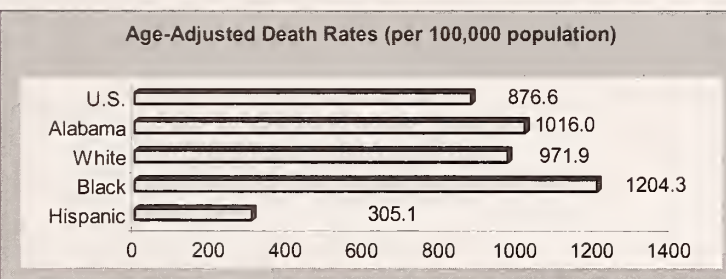 Age-Adjusted Death Rates (per 100,000 population)
U.S. 876.6
Alabama 1016.0
White 971.9
Black 1204.3
Hispanic 305.1
0 200 400 600 800 1000 1200 1400